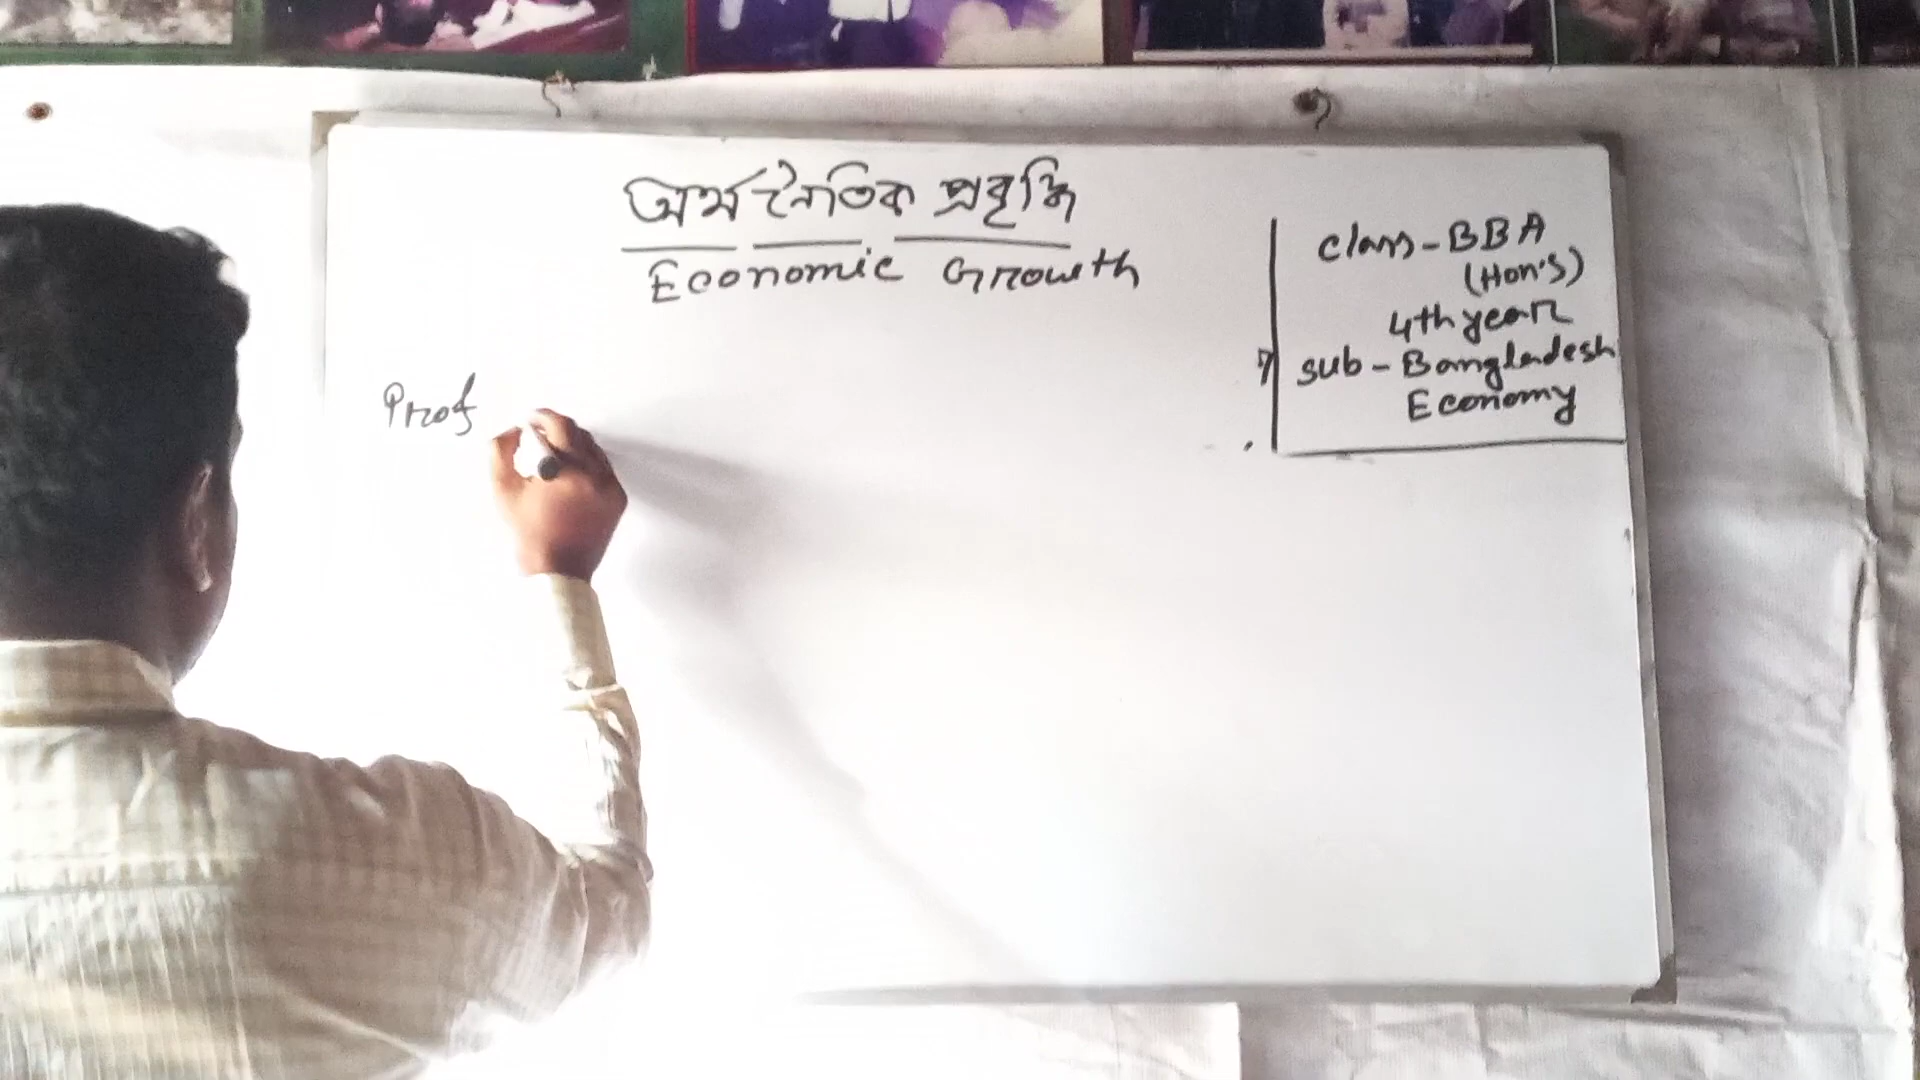 অর্থনৈতিক প্রবৃদ্ধি
Economic Growth
class-BBA
(Hon's)
4th year
sub-Bangladesh
Economy
Prof